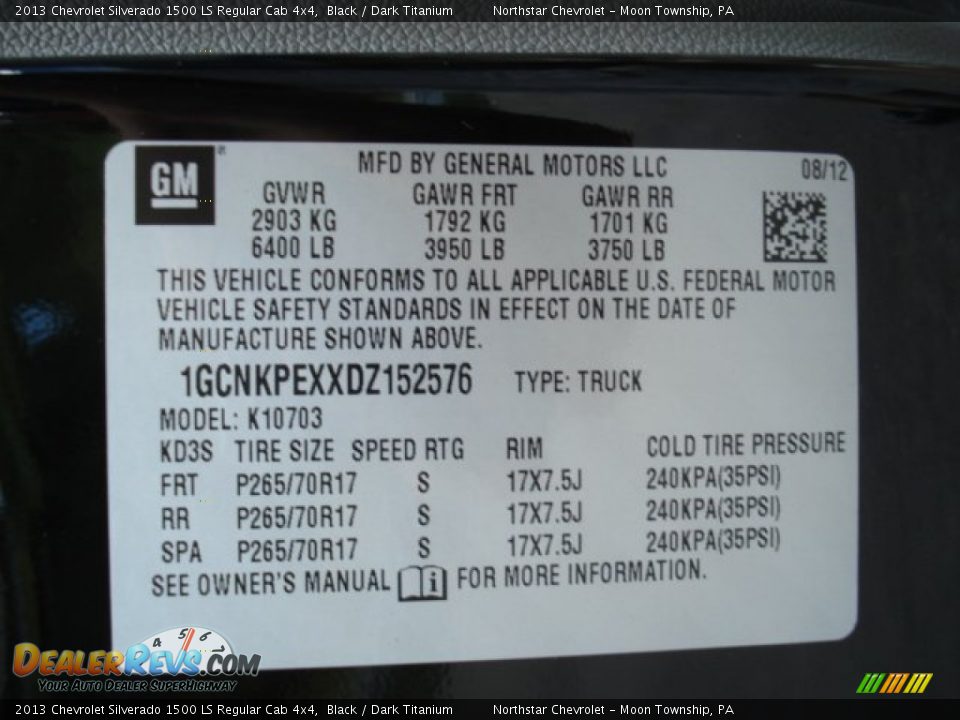 2013 Chevrolet Silverado 1500 LS Regular Cab 4x4, Black / Dark Titanium Northstar Chevrolet - Moon Township, PA
GM MFD BY GENERAL MOTORS LLC 08/12
GVWR GAWR FRT GAWR RR
2903 KG 1792 KG 1701 KG
6400 LB 3950 LB 3750 LB
THIS VEHICLE CONFORMS TO ALL APPLICABLE U.S. FEDERAL MOTOR
VEHICLE SAFETY STANDARDS IN EFFECT ON THE DATE OF
MANUFACTURE SHOWN ABOVE.
1GCNKPEXXDZ152576 TYPE: TRUCK
MODEL: K10703
KD3S TIRE SIZE SPEED RTG RIM COLD TIRE PRESSURE
FRT P265/70R17 S 17X7.5J 240KPA(35PSI)
RR P265/70R17 S 17X7.5J 240KPA(35PSI)
SPA P265/70R17 S 17X7.5J 240KPA(35PSI)
SEE OWNER'S MANUAL i FOR MORE INFORMATION.
4 5 6
DEALERREVS.COM
YOUR AUTO DEALER SUPERHIGHWAY
2013 Chevrolet Silverado 1500 LS Regular Cab 4x4, Black / Dark Titanium Northstar Chevrolet - Moon Township, PA